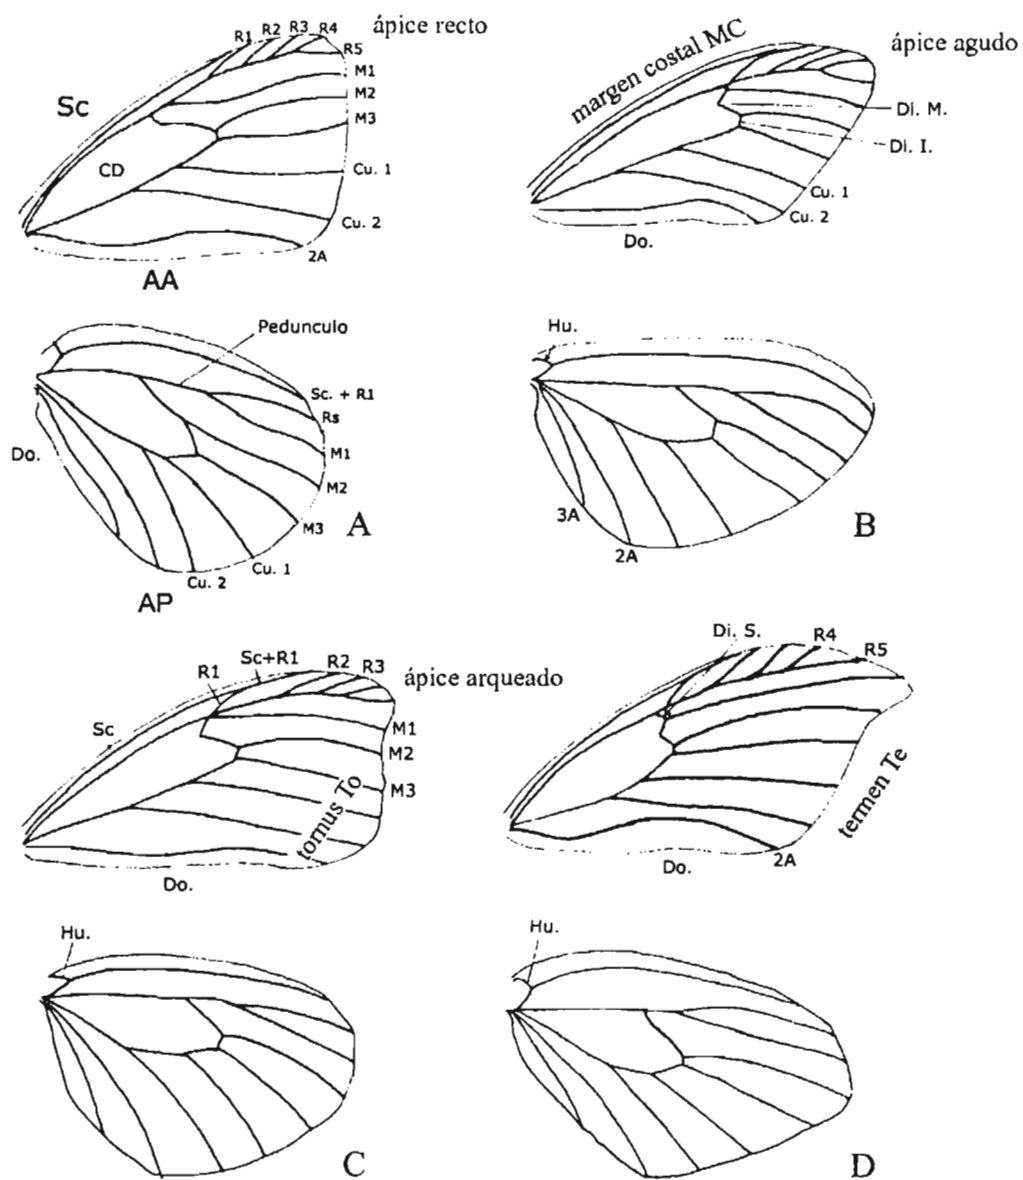 R1 R2 R3 R4
R5
ápice recto
M1
M2
M3
Sc
CD
Cu. 1
Cu. 2
2A
AA
margen costal MC
ápice agudo
Di. M.
Di. I.
Cu. 1
Cu. 2
Do.
Pedunculo
Sc. + R1
Rs
M1
M2
M3
Do.
Cu. 1
Cu. 2
AP
A
Hu.
3A
2A
B
R1
Sc+R1
R2
R3
ápice arqueado
Sc
M1
M2
M3
tornus To
Do.
Di. S.
R4
R5
termen Te
Do.
2A
Hu.
C
Hu.
D